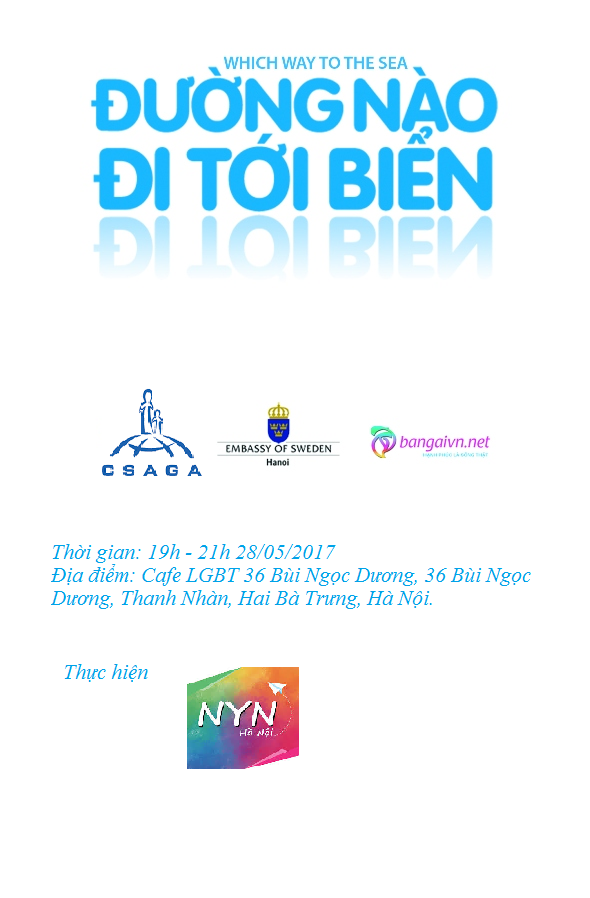 WHICH WAY TO THE SEA
ĐƯỜNG NÀO
ĐI TỚI BIỂN
CSAGA
EMBASSY OF SWEDEN
Hanoi
bangaivn.net
Thời gian: 19h - 21h 28/05/2017
Địa điểm: Cafe LGBT 36 Bùi Ngọc Dương, 36 Bùi Ngọc
Dương, Thanh Nhàn, Hai Bà Trưng, Hà Nội.
Thực hiện
NYN
Hà Nội